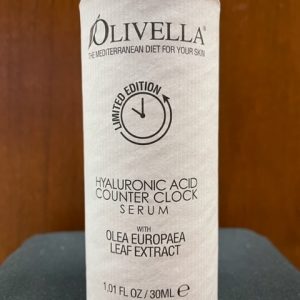 OLIVELLA®
THE MEDITERRANEAN DIET FOR YOUR SKIN
LIMITED EDITION
HYALURONIC ACID
COUNTER CLOCK
SERUM
WITH
OLEA EUROPAEA
LEAF EXTRACT
1.01 FL OZ / 30ML ℮